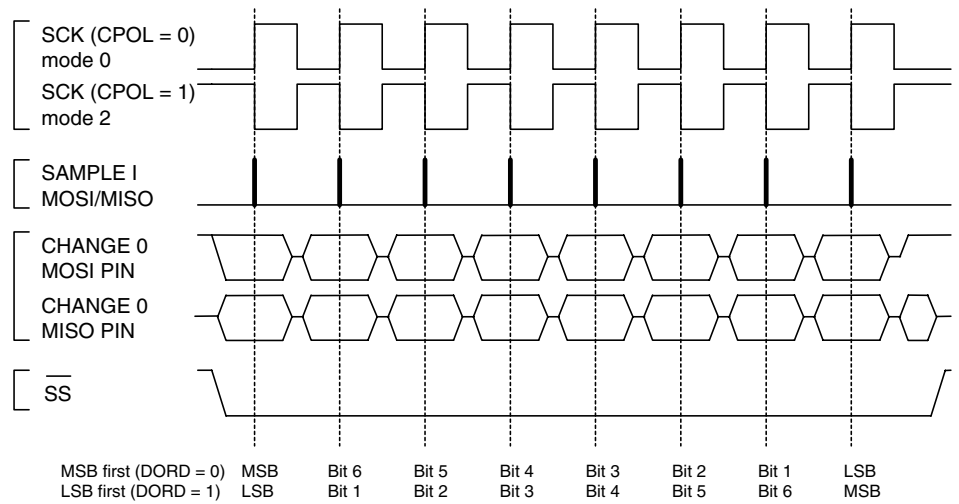 SCK (CPOL = 0)
mode 0
SCK (CPOL = 1)
mode 2
SAMPLE I
MOSI/MISO
CHANGE 0
MOSI PIN
CHANGE 0
MISO PIN
SS
MSB first (DORD = 0) MSB Bit 6 Bit 5 Bit 4 Bit 3 Bit 2 Bit 1 LSB
LSB first (DORD = 1) LSB Bit 1 Bit 2 Bit 3 Bit 4 Bit 5 Bit 6 MSB